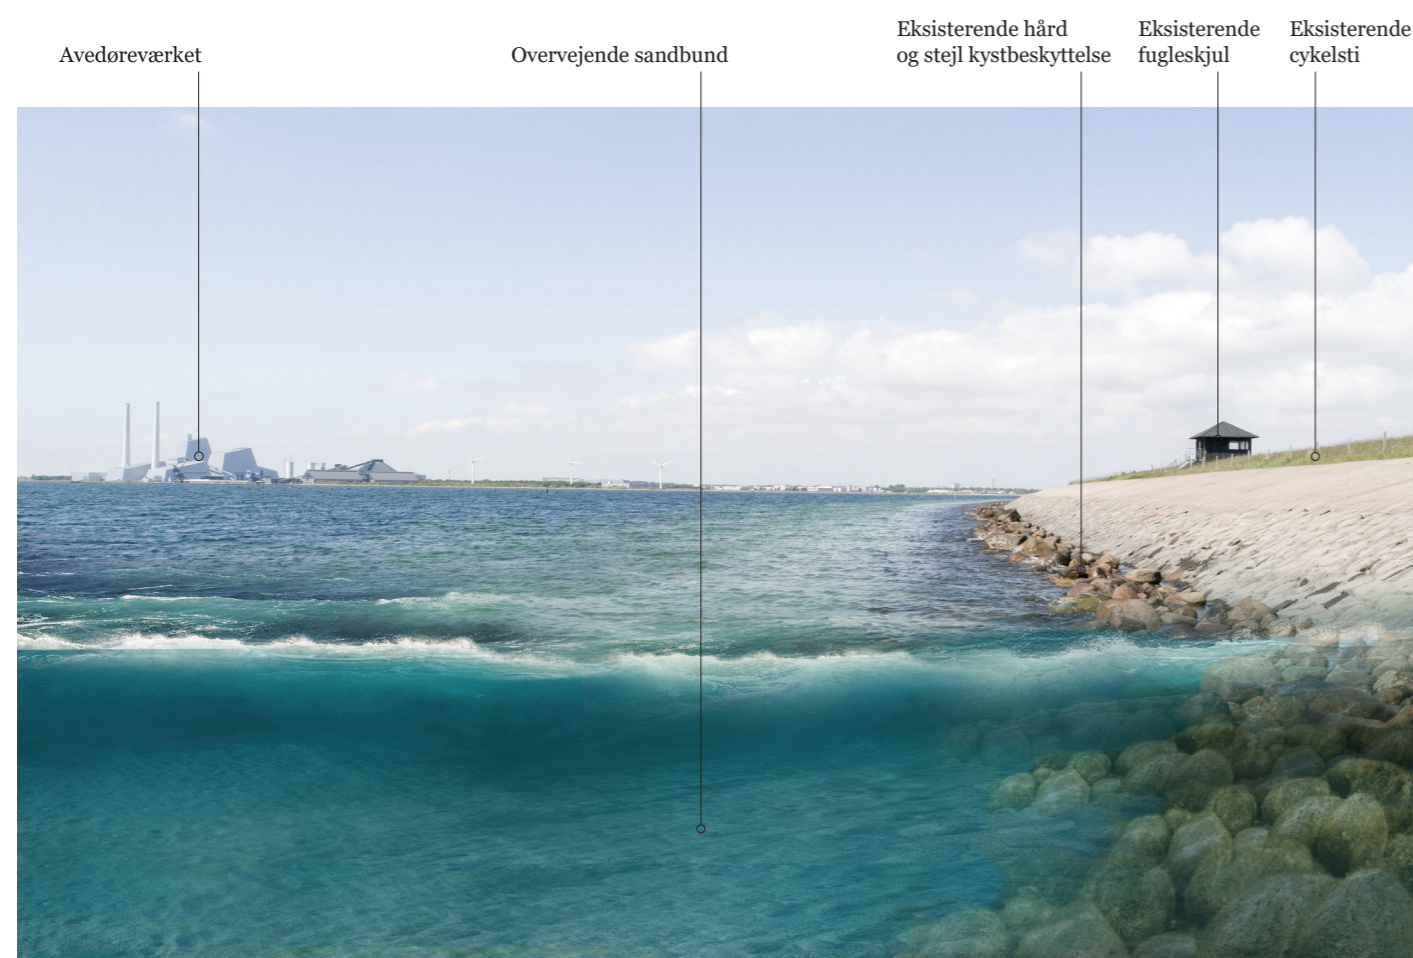 Avedøreværket
Overvejende sandbund
Eksisterende hård
og stejl kystbeskyttelse
Eksisterende
fugleskjul
Eksisterende
cykelsti